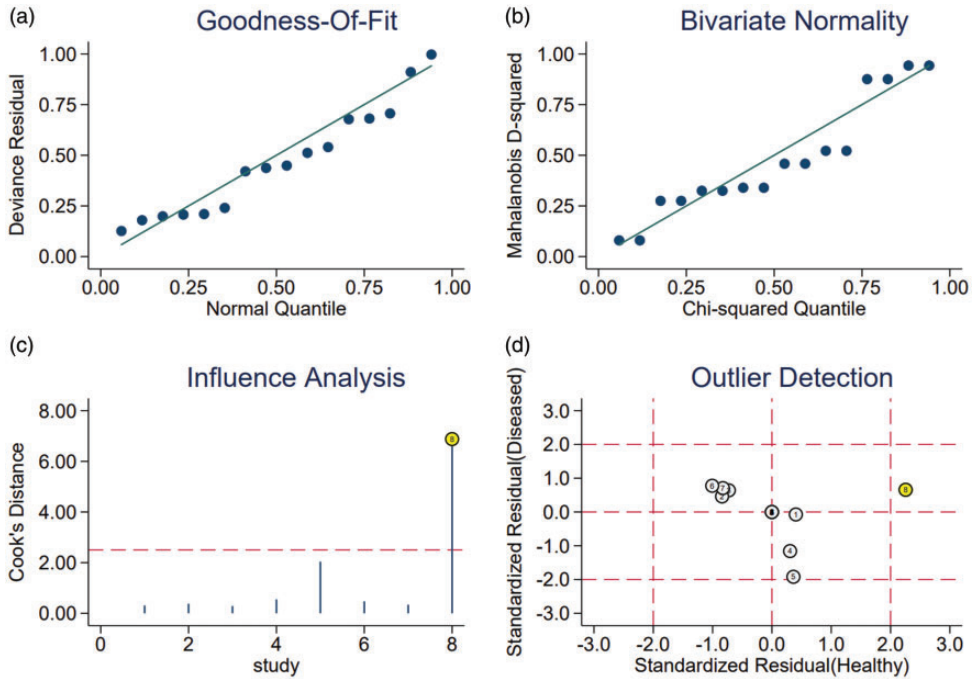 (a)
Goodness-Of-Fit
Deviance Residual
1.00
0.75
0.50
0.25
0.00
0.00 0.25 0.50 0.75 1.00
Normal Quantile
(b)
Bivariate Normality
Mahalanobis D-squared
1.00
0.75
0.50
0.25
0.00
0.00 0.25 0.50 0.75 1.00
Chi-squared Quantile
(c)
Influence Analysis
Cook's Distance
8.00
6.00
4.00
2.00
0.00
8
0 2 4 6 8
study
(d)
Outlier Detection
Standardized Residual(Diseased)
3.0
2.0
1.0
0.0
-1.0
-2.0
-3.0
6 7
2
8
1
4
5
-3.0 -2.0 -1.0 0.0 1.0 2.0 3.0
Standardized Residual(Healthy)